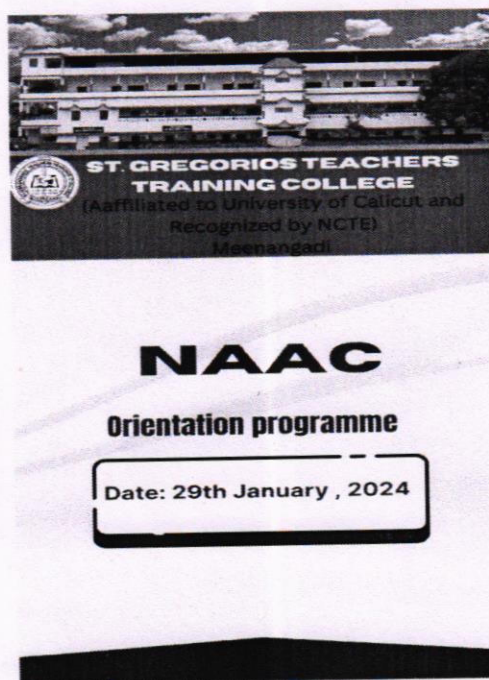 ST. GREGORIOS TEACHERS
TRAINING COLLEGE
(Aaffiliated to University of Calicut and
Recognized by NCTE)
Meenangadi
NAAC
Orientation programme
Date: 29th January , 2024